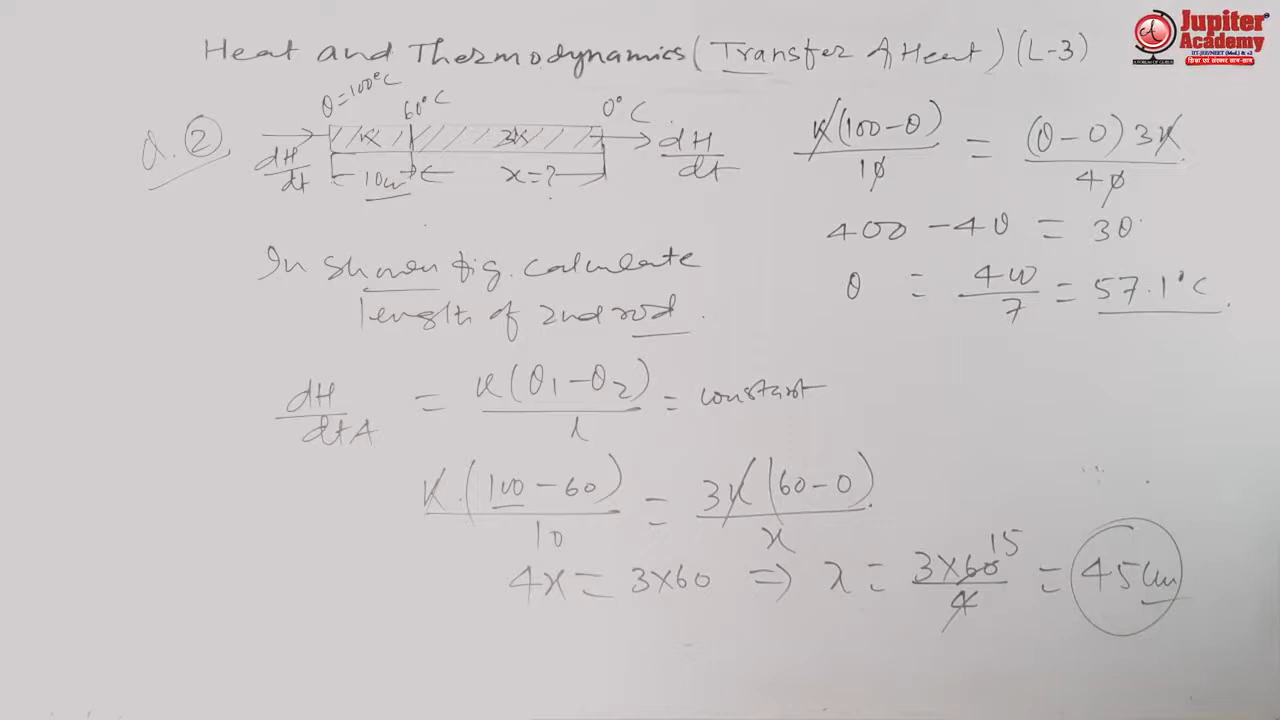 Heat and Thermodynamics (Transfer of Heat) (L-3)
Jupiter
Academy
Q. ②
θ=100°C
60°C
0°C
dH/dt
K
3K
dH/dt
10cm
x=?
In shown fig. calculate
length of 2nd rod.
dH/dtA = K(θ1-θ2)/l = constant
K.(100-60)/10 = 3K(60-0)/x
4x = 3×60 ⇒ x = 3×60/4 15 = 45cm
K(100-θ)/10 = (θ-0)3K/40
400-4θ = 3θ
θ = 400/7 = 57.1°C